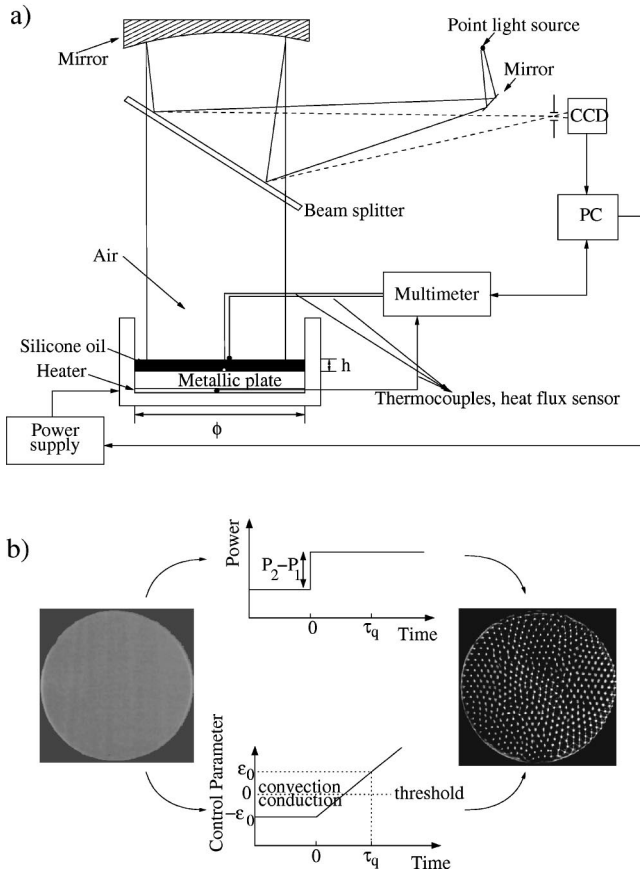 a)
Mirror
Point light source
Mirror
CCD
Beam splitter
PC
Air
Multimeter
Silicone oil
Heater
Metallic plate
h
Thermocouples, heat flux sensor
Power
supply
ϕ
b)
Power
P2−P1
0
τq
Time
Control Parameter
ε0
0
−ε0
convection
conduction
threshold
0
τq
Time